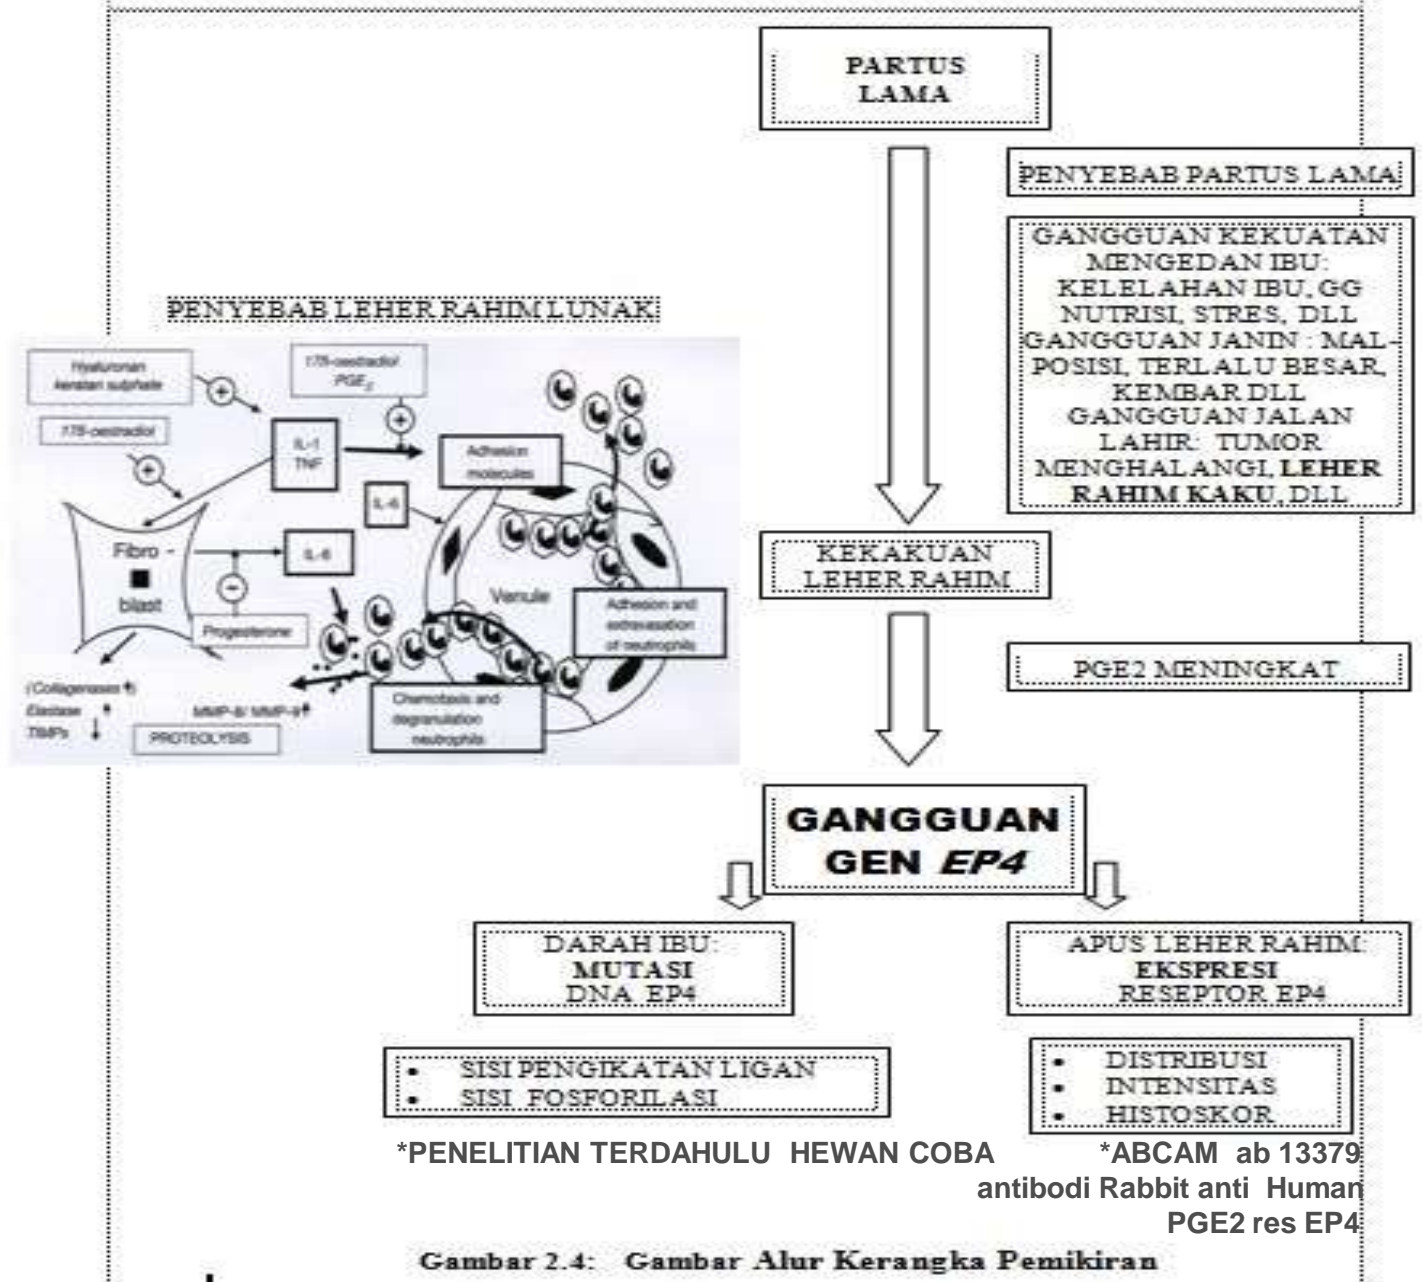 PARTUS
LAMA
PENYEBAB PARTUS LAMA
GANGGUAN KEKUATAN
MENGEDAN IBU:
KELELAHAN IBU, GG
NUTRISI, STRES, DLL
GANGGUAN JANIN : MAL-
POSISI, TERLALU BESAR,
KEMBAR DLL
GANGGUAN JALAN
LAHIR: TUMOR
MENGHALANGI, LEHER
RAHIM KAKU, DLL
PENYEBAB LEHER RAHIM LUNAK
Hyaluronan
keratan sulphate
+
17ß-oestradiol
PGE2
+
17ß-oestradiol
+
IL-1
TNF
Adhesion
molecules
IL-6
Fibro -
blast
IL-8
−
Progesterone
Venule
Adhesion and
extravasation
of neutrophils
(Collagenases)
Elastase
TIMPs
MMP-8/ MMP-9
PROTEOLYSIS
Chemotaxis and
degranulation
neutrophils
KEKAKUAN
LEHER RAHIM
PGE2 MENINGKAT
GANGGUAN
GEN EP4
DARAH IBU:
MUTASI
DNA EP4
APUS LEHER RAHIM:
EKSPRESI
RESEPTOR EP4
• SISI PENGIKATAN LIGAN
• SISI FOSFORILASI
• DISTRIBUSI
• INTENSITAS
• HISTOSKOR
*PENELITIAN TERDAHULU HEWAN COBA
*ABCAM ab 13379
antibodi Rabbit anti Human
PGE2 res EP4
Gambar 2.4: Gambar Alur Kerangka Pemikiran